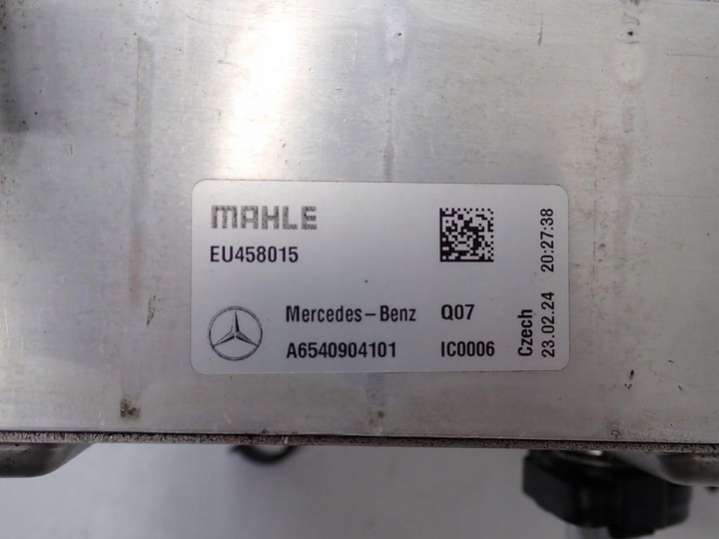 MAHLE
EU458015
Mercedes-Benz Q07
A6540904101 IC0006
Czech
23.02.24 20:27:38